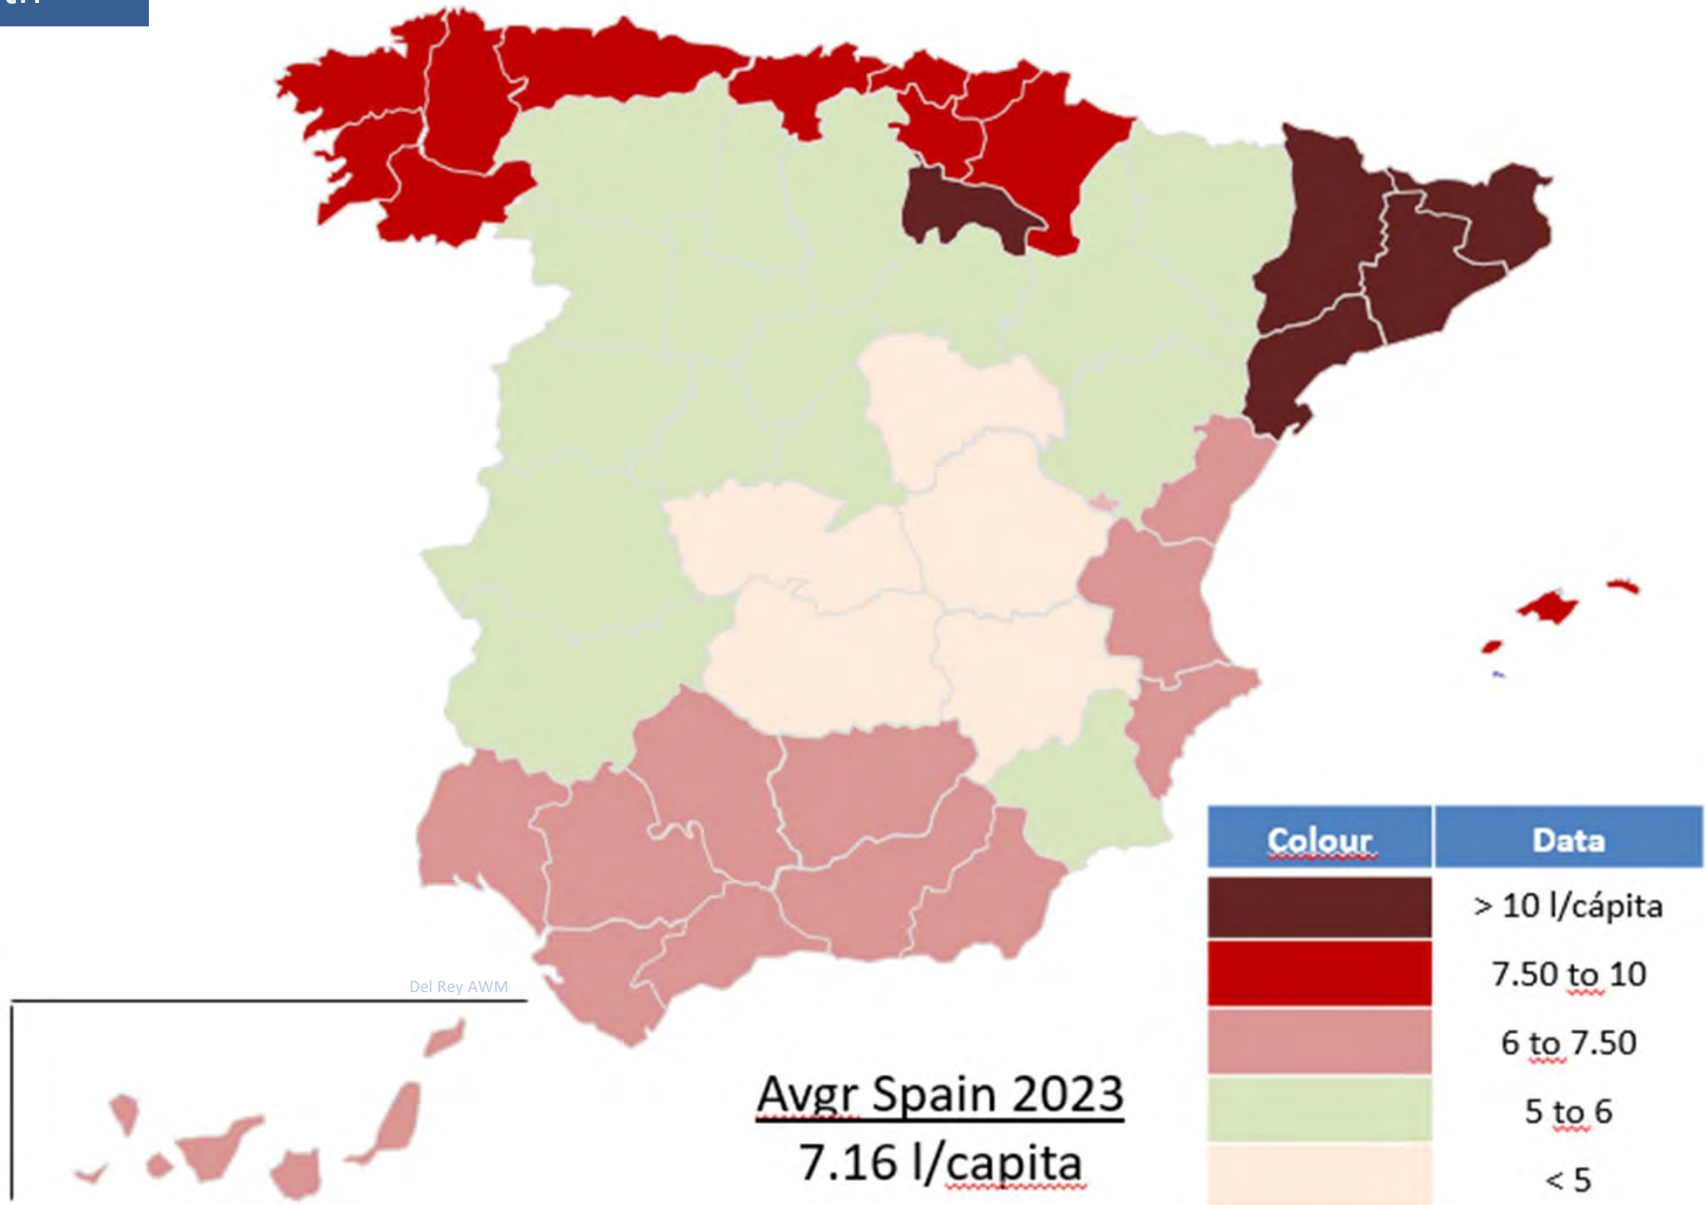 Del Rey AWM
Avgr Spain 2023
7.16 l/capita
Colour Data
> 10 l/cápita
7.50 to 10
6 to 7.50
5 to 6
< 5